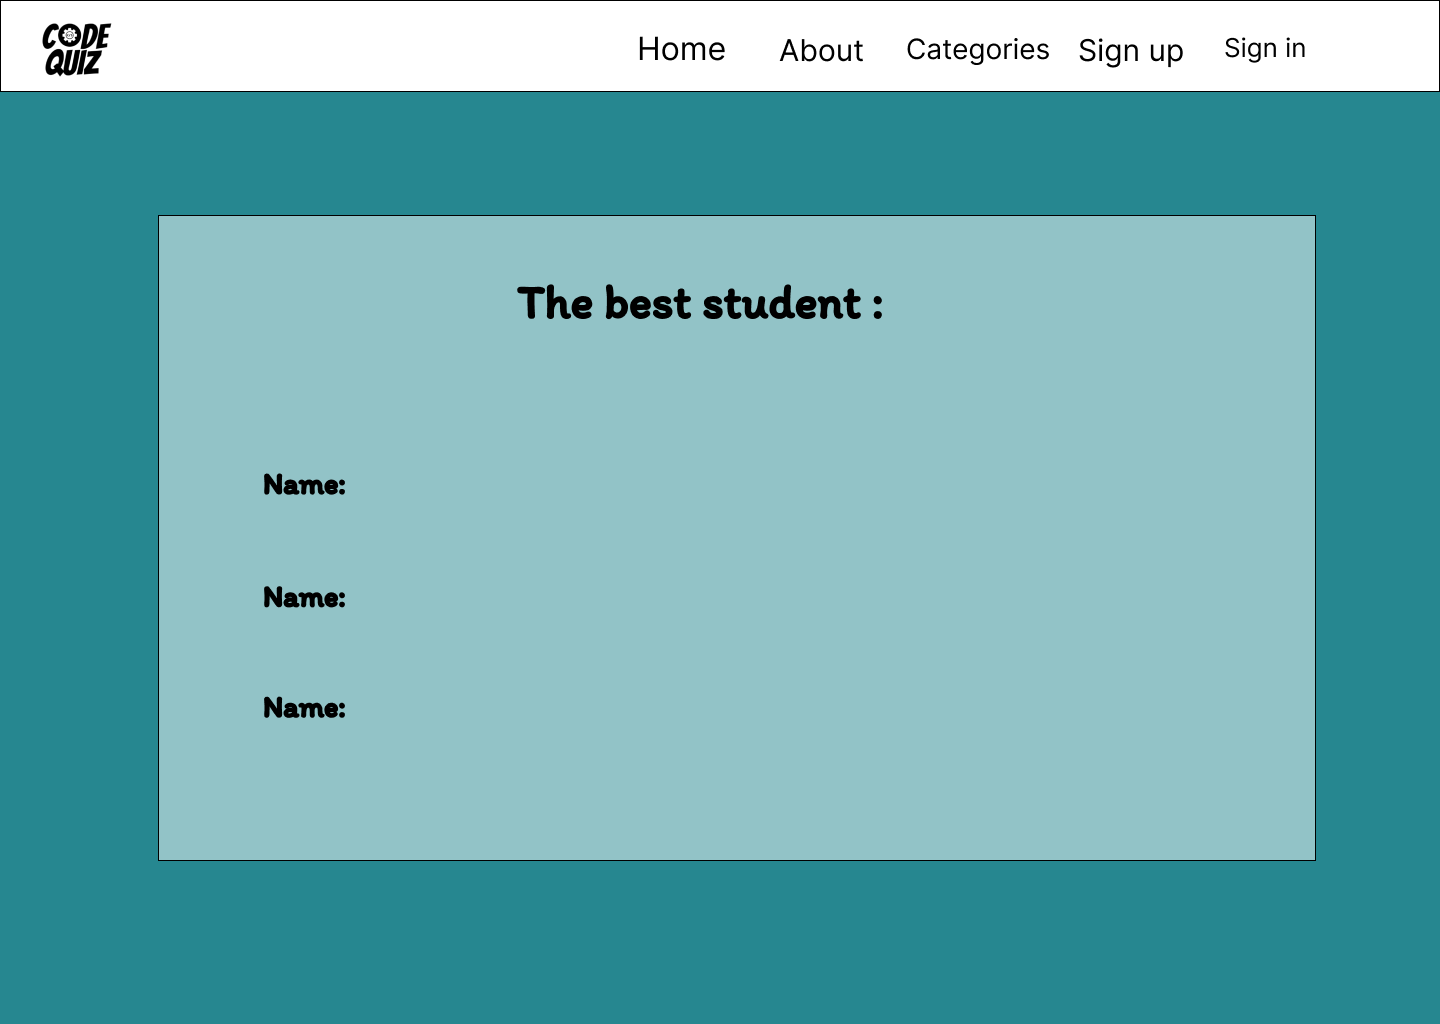 CODE
QUIZ
Home About Categories Sign up Sign in
The best student :
Name:
Name:
Name: